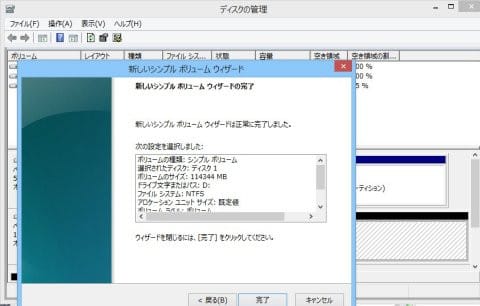 ディスクの管理
ファイル(F) 操作(A) 表示(V) ヘルプ(H)
ボリューム レイアウト 種類 ファイル シス... 状態 容量 空き領域 空き領域の割...
新しいシンプル ボリューム ウィザード
00 %
00 %
5 %
新しいシンプル ボリューム ウィザードの完了
新しいシンプル ボリューム ウィザードは正常に完了しました。
次の設定を選択しました:
ボリュームの種類: シンプル ボリューム
選択されたディスク: ディスク 1
ボリュームのサイズ: 114344 MB
ドライブ文字またはパス: D:
ファイル システム: NTFS
アロケーション ユニット サイズ: 既定値
ボリューム ラベル: ボリューム
ーティション)
ウィザードを閉じるには、[完了] をクリックしてください。
< 戻る(B) 完了 キャンセル